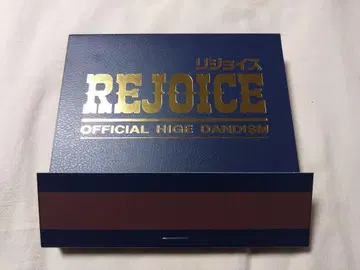 リジョイス
REJOICE
OFFICIAL HIGE DANDISM